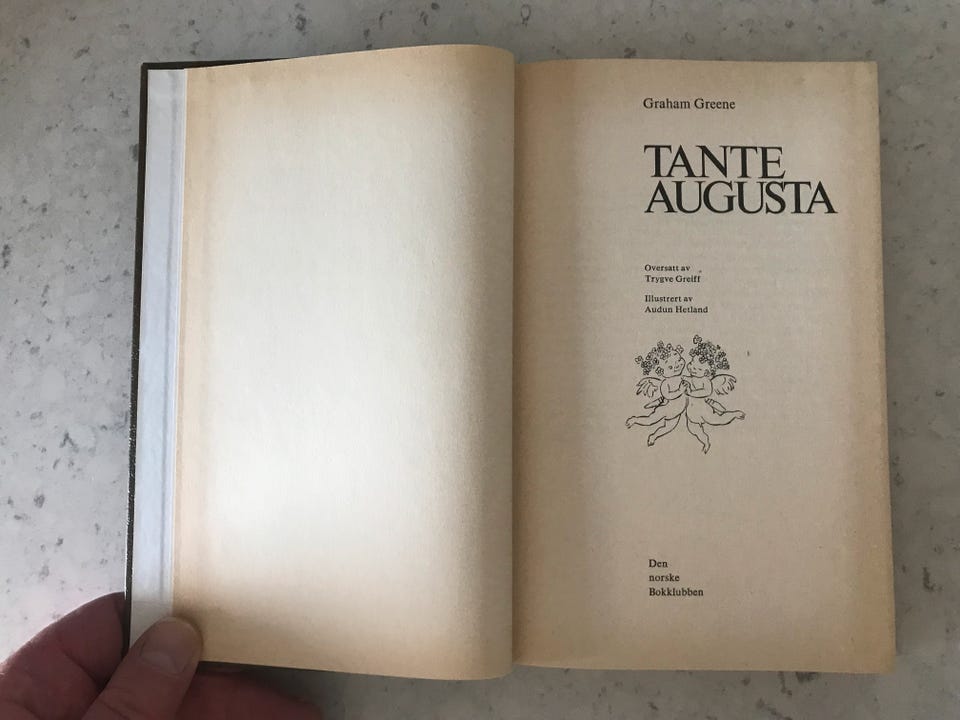 Graham Greene
TANTE
AUGUSTA
Oversatt av
Trygve Greiff
Illustrert av
Audun Hetland
Den
norske
Bokklubben